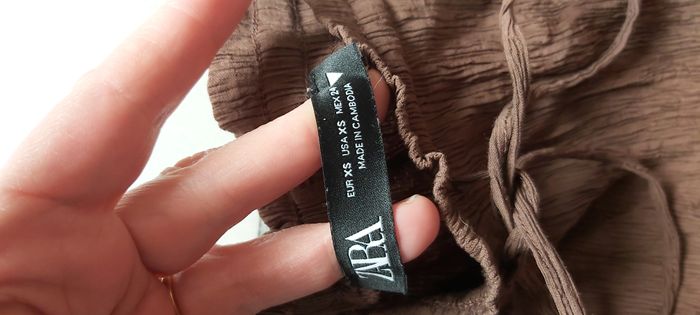 ZARA
EUR XS USA XS MEX 24
MADE IN CAMBODIA